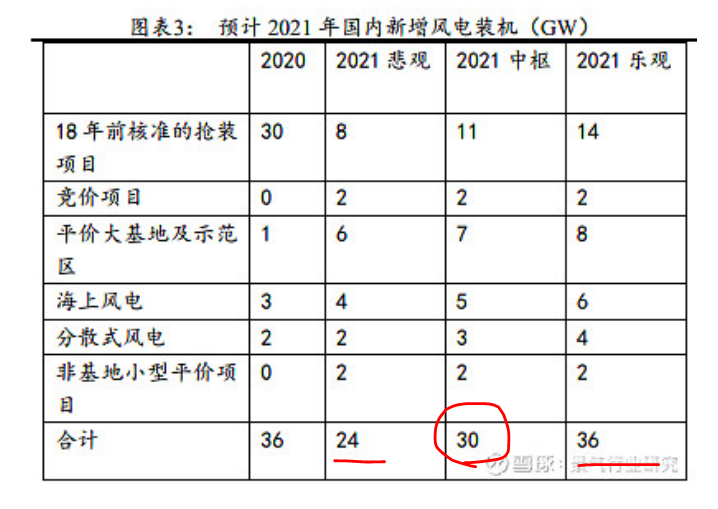 图表3： 预计 2021 年国内新增风电装机（GW）
2020 2021 悲观 2021 中枢 2021 乐观
18 年前核准的抢装 30 8 11 14
项目
竞价项目 0 2 2 2
平价大基地及示范 1 6 7 8
区
海上风电 3 4 5 6
分散式风电 2 2 3 4
非基地小型平价项 0 2 2 2
目
合计 36 24 30 36
雪球：景气行业研究